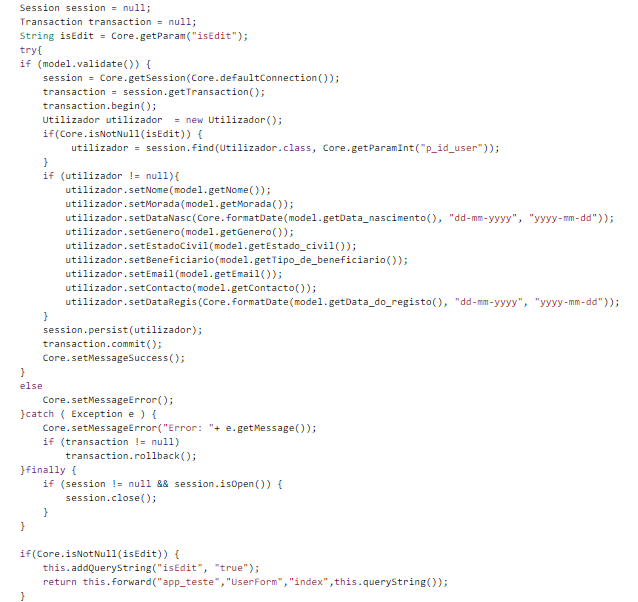 Session session = null;
Transaction transaction = null;
String isEdit = Core.getParam("isEdit");
try{
if (model.validate()) {
    session = Core.getSession(Core.defaultConnection());
    transaction = session.getTransaction();
    transaction.begin();
    Utilizador utilizador  = new Utilizador();
    if(Core.isNotNull(isEdit)) {
         utilizador = session.find(Utilizador.class, Core.getParamInt("p_id_user"));
    }
    if (utilizador != null){
        utilizador.setNome(model.getNome());
        utilizador.setMorada(model.getMorada());
        utilizador.setDataNasc(Core.formatDate(model.getData_nascimento(), "dd-mm-yyyy", "yyyy-mm-dd"));
        utilizador.setGenero(model.getGenero());
        utilizador.setEstadoCivil(model.getEstado_civil());
        utilizador.setBeneficiario(model.getTipo_de_beneficiario());
        utilizador.setEmail(model.getEmail());
        utilizador.setContacto(model.getContacto());
        utilizador.setDataRegis(Core.formatDate(model.getData_do_registo(), "dd-mm-yyyy", "yyyy-mm-dd"));
    }
    session.persist(utilizador);
    transaction.commit();
    Core.setMessageSuccess();
}
else
    Core.setMessageError();
}catch ( Exception e ) {
    Core.setMessageError("Error: "+ e.getMessage());
    if (transaction != null)
        transaction.rollback();
}finally {
    if (session != null && session.isOpen()) {
        session.close();
    }
}

if(Core.isNotNull(isEdit)) {
    this.addQueryString("isEdit", "true");
    return this.forward("app_teste","UserForm","index",this.queryString());
}